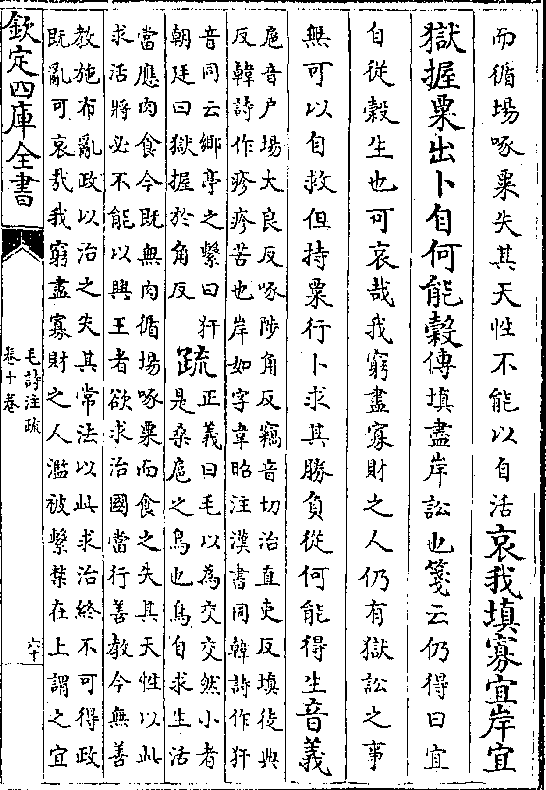 而循場啄粟失其天性不能以自活哀我填寡宜岸宜
獄握粟出卜自何能穀傳填盡岸訟也箋云仍得曰宜
自從穀生也可哀哉我窮盡寡財之人仍有獄訟之事
無可以自救但持粟行卜求其勝負從何能得生音義
扈音户場大良反啄陟角反竊音切治直吏反填徒典
反韓詩作疹疹苦也岸如字韋昭注漢書同韓詩作犴
音同云鄉亭之繫曰犴
朝廷曰獄握於角反
疏
正義曰毛以為交交然小者
是桑扈之鳥也鳥自求生活
當應肉食今既無肉循場啄粟而食之失其天性以此
求活將必不能以興王者欲求治國當行善教今無善
教施布亂政以治之失其常法以此求治終不可得政
既亂可哀哉我窮盡寡財之人濫被繫禁在上謂之宜
欽定四庫全書
毛詩注疏
卷十卷
六十